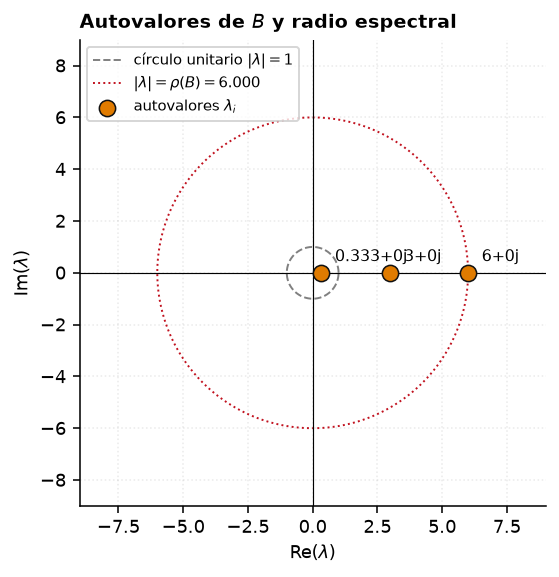 Autovalores de B y radio espectral
círculo unitario |λ| = 1
|λ| = ρ(B) = 6.000
autovalores λᵢ
8
6
4
2
0
−2
−4
−6
−8
Im(λ)
0.333+0j
3+0j
6+0j
−7.5 −5.0 −2.5 0.0 2.5 5.0 7.5
Re(λ)